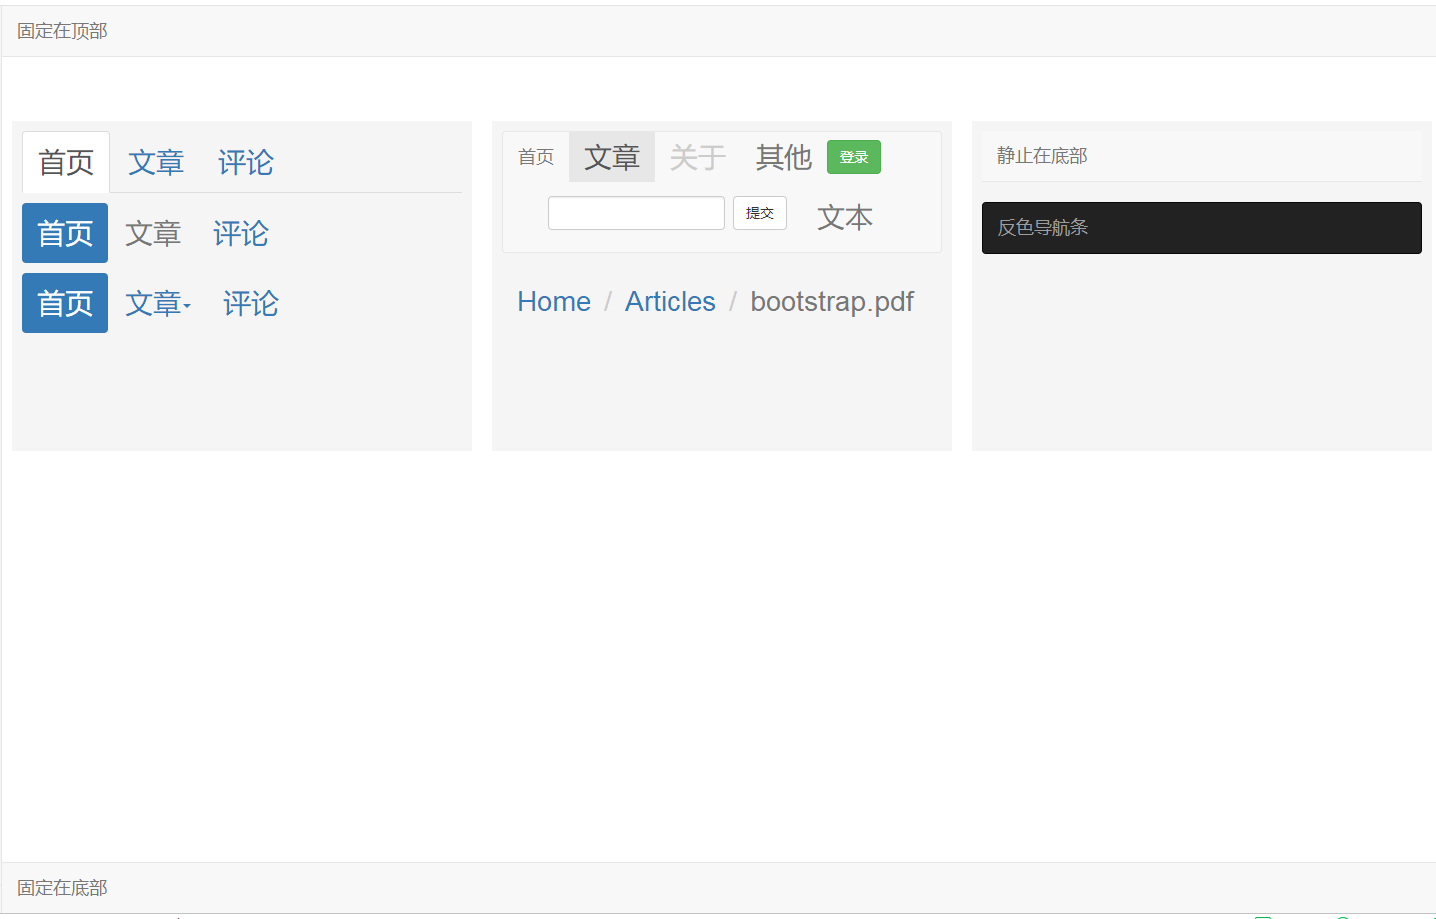 固定在顶部
首页 文章 评论
首页 文章 评论
首页 文章 评论
首页 文章 关于 其他 登录
提交 文本
Home / Articles / bootstrap.pdf
静止在底部
反色导航条
固定在底部